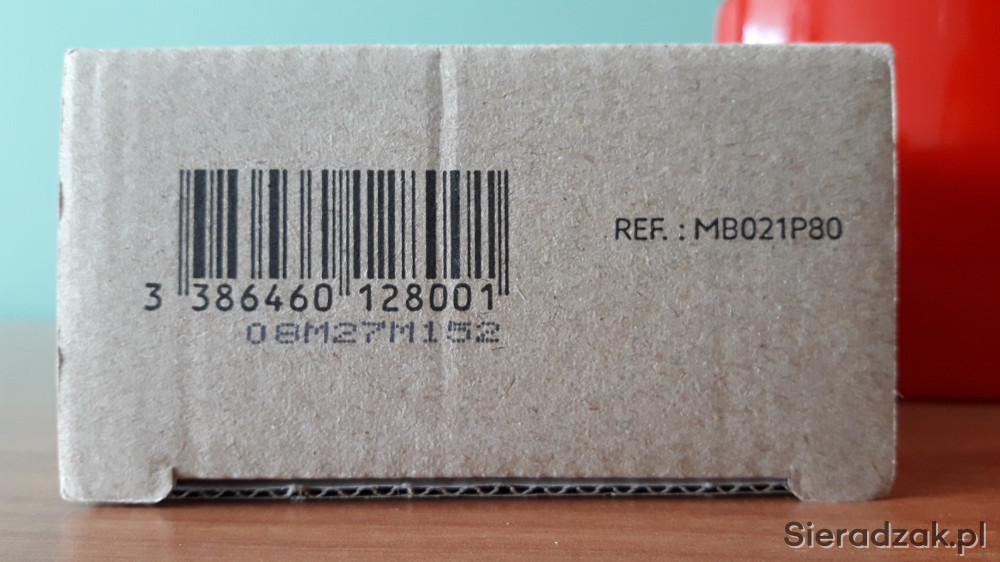 REF. : MB021P80
3 386460 128001
08M27M152
Sieradzak.pl